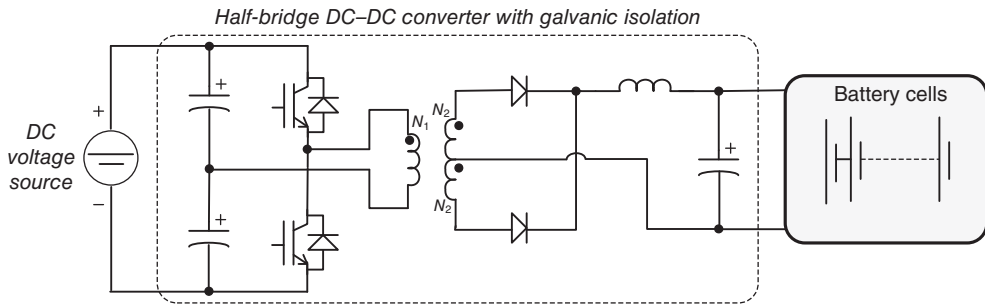 Half-bridge DC–DC converter with galvanic isolation
+
+
DC
voltage
source
−
+
N1
N2
N2
+
Battery cells